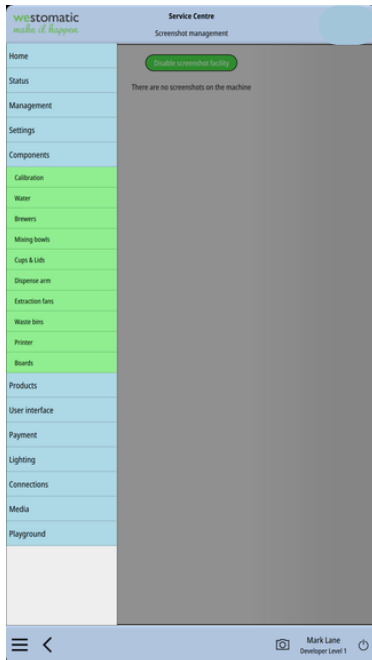 westomatic
make it happen
Service Centre
Screenshot management
Home
Status
Management
Settings
Components
Calibration
Water
Brewers
Mixing bowls
Cups & Lids
Dispense arm
Extraction fans
Waste bins
Printer
Boards
Products
User interface
Payment
Lighting
Connections
Media
Playground
Disable screenshot facility
There are no screenshots on the machine
Mark Lane
Developer Level 1